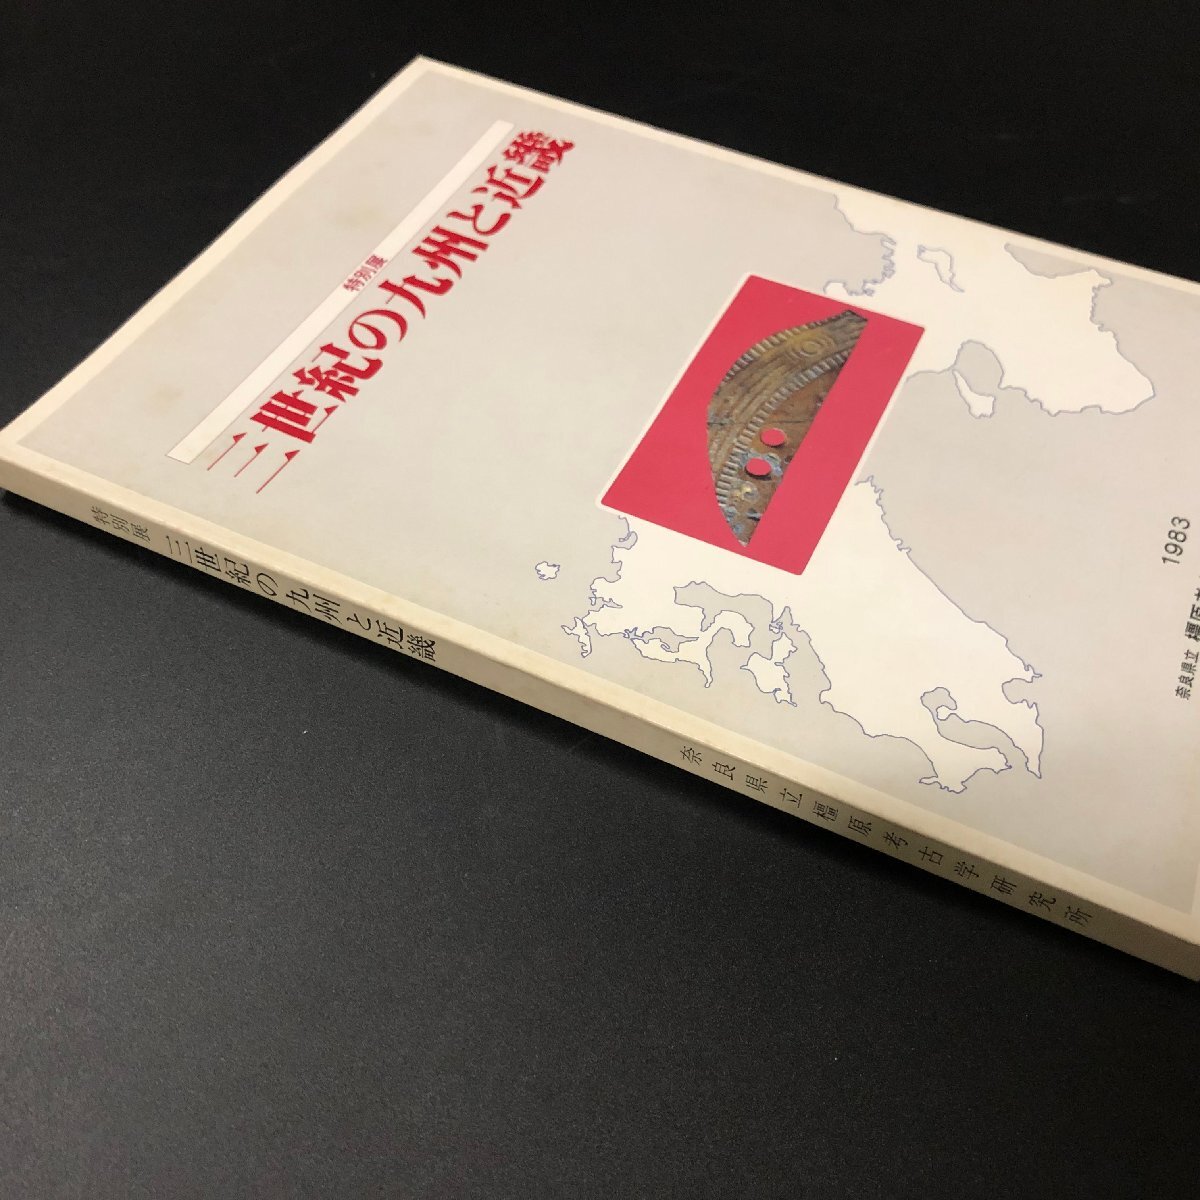 特別展
三世紀の九州と近畿
1983
奈良県立 橿原考
特別展 三世紀の九州と近畿 奈良県立橿原考古学研究所